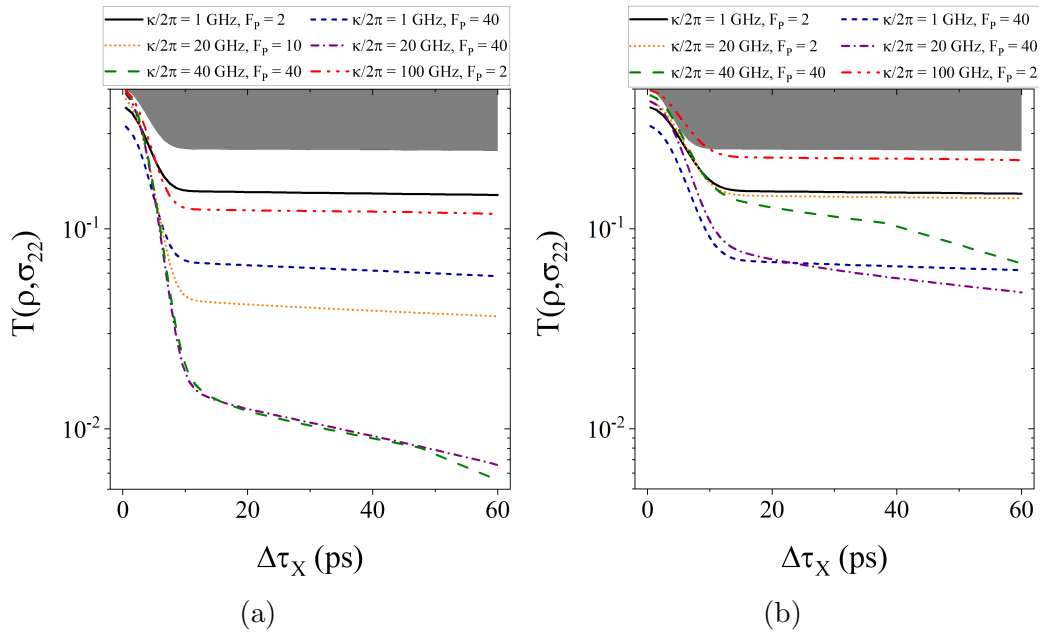 κ/2π = 1 GHz, F_P = 2 κ/2π = 1 GHz, F_P = 40
κ/2π = 20 GHz, F_P = 10 κ/2π = 20 GHz, F_P = 40
κ/2π = 40 GHz, F_P = 40 κ/2π = 100 GHz, F_P = 2
T(ρ,σ₂₂)
10⁻¹
10⁻²
0 20 40 60
Δτ_X (ps)
(a)
κ/2π = 1 GHz, F_P = 2 κ/2π = 1 GHz, F_P = 40
κ/2π = 20 GHz, F_P = 2 κ/2π = 20 GHz, F_P = 40
κ/2π = 40 GHz, F_P = 40 κ/2π = 100 GHz, F_P = 2
T(ρ,σ₂₂)
10⁻¹
10⁻²
0 20 40 60
Δτ_X (ps)
(b)